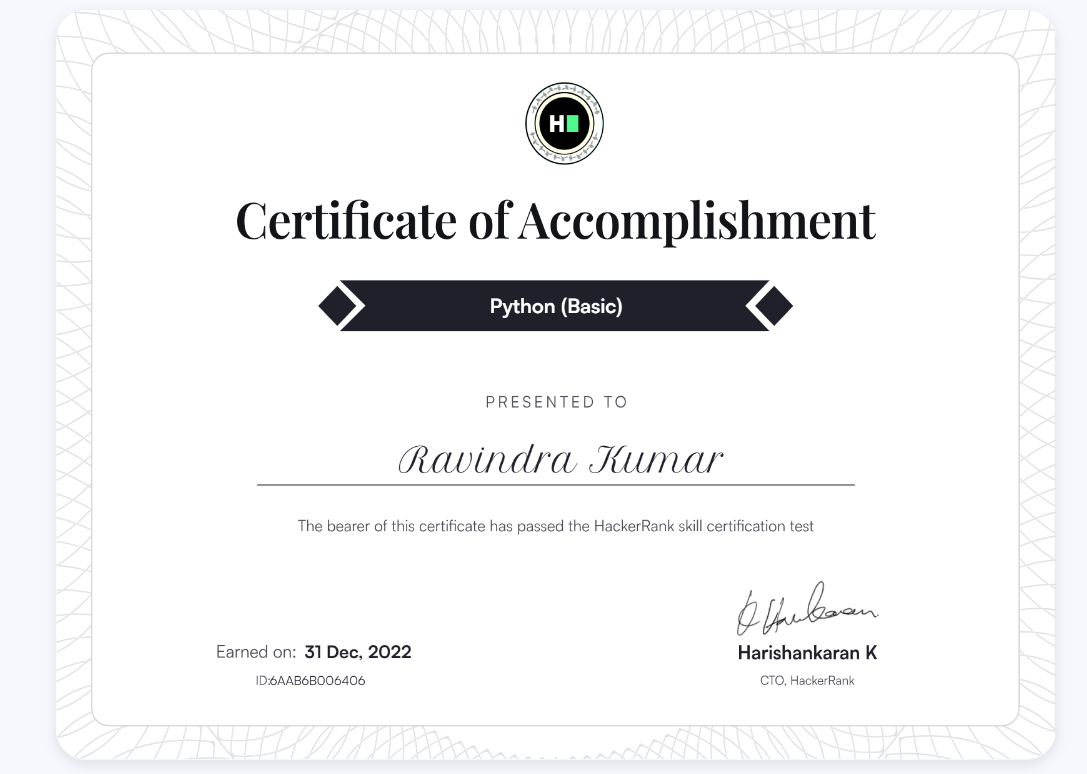 H
Certificate of Accomplishment
Python (Basic)
PRESENTED TO
Ravindra Kumar
The bearer of this certificate has passed the HackerRank skill certification test
Earned on: 31 Dec, 2022
ID:6AAB6B006406
Harishankaran K
CTO, HackerRank